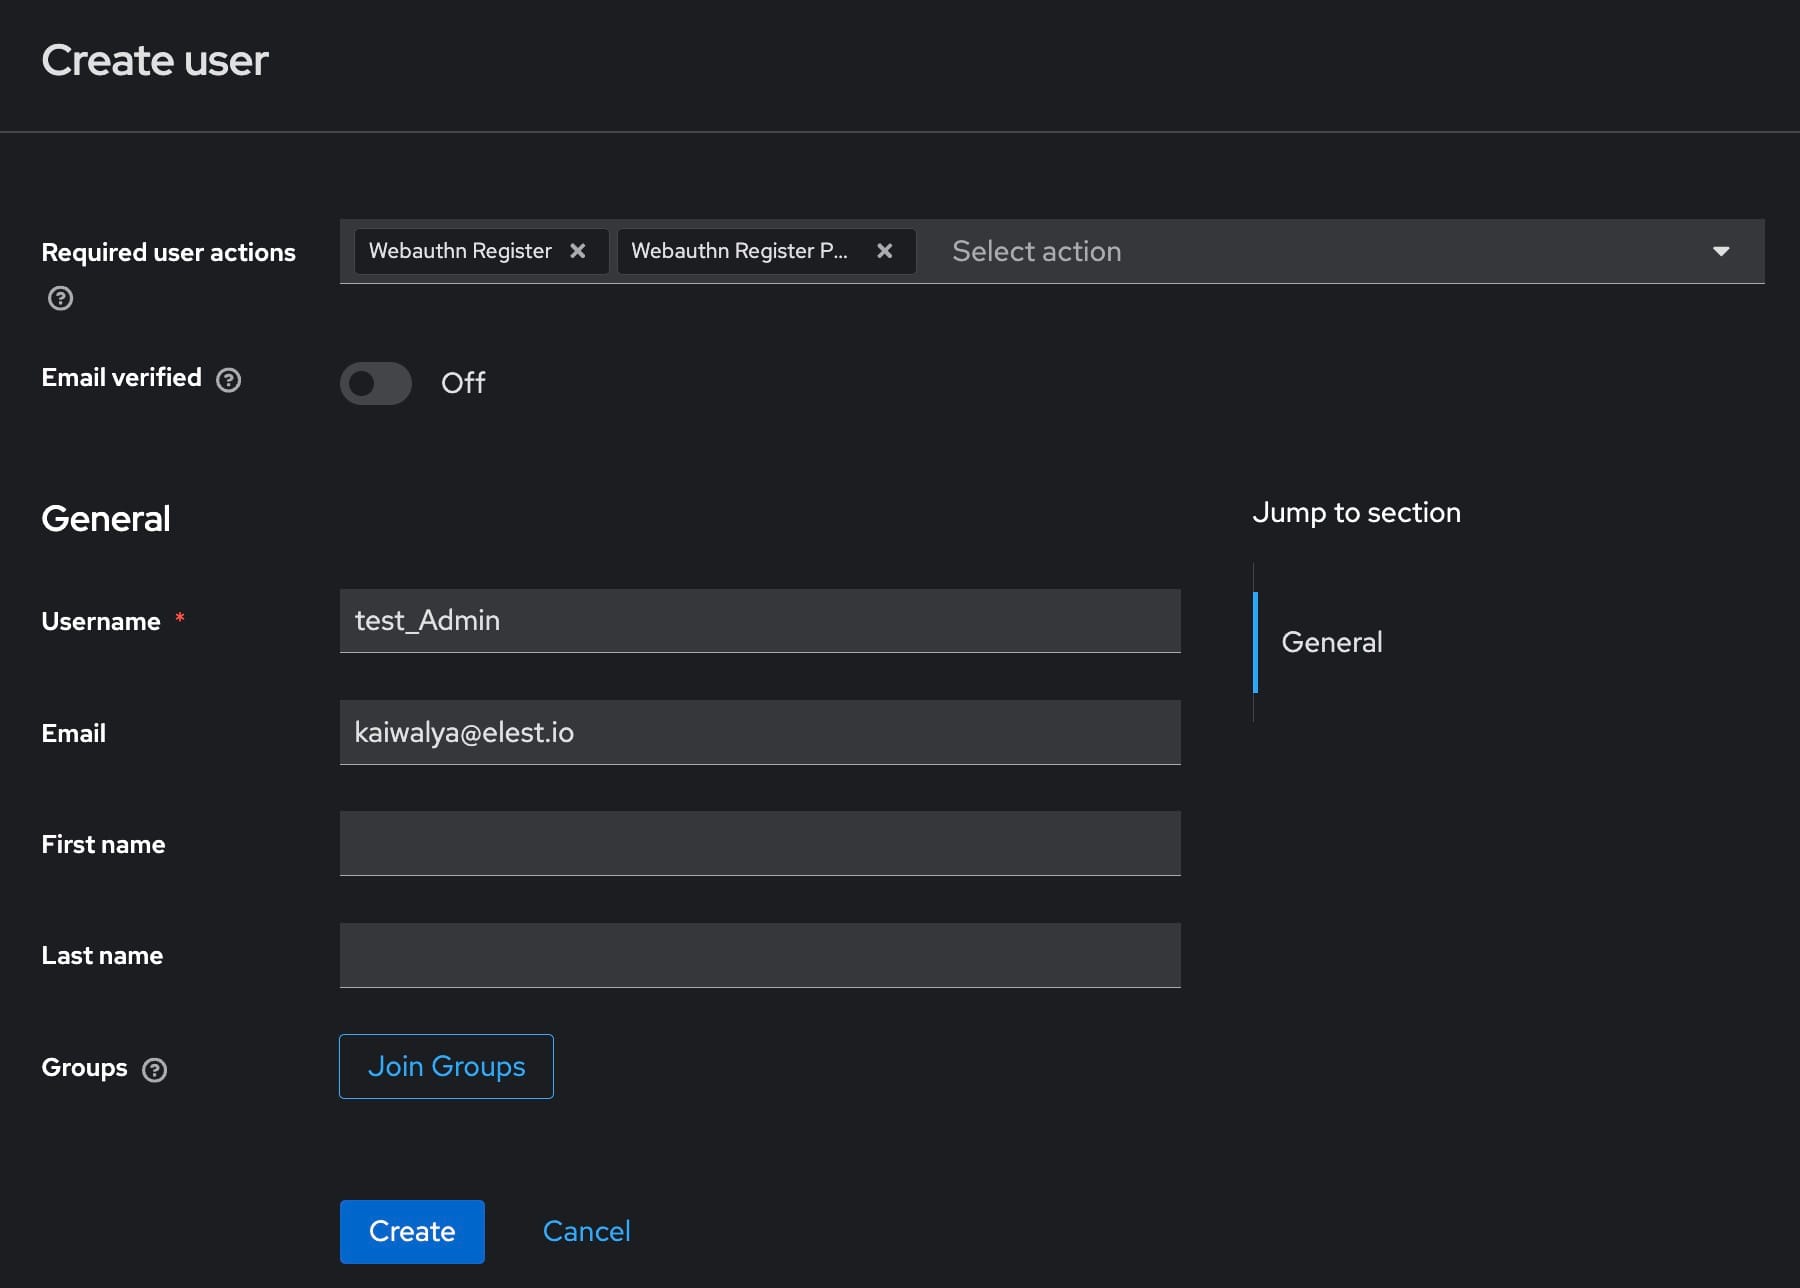 Create user
Required user actions
Webauthn Register
Webauthn Register P...
Select action
Email verified
Off
General
Jump to section
General
Username *
test_Admin
Email
kaiwalya@elest.io
First name
Last name
Groups
Join Groups
Create
Cancel